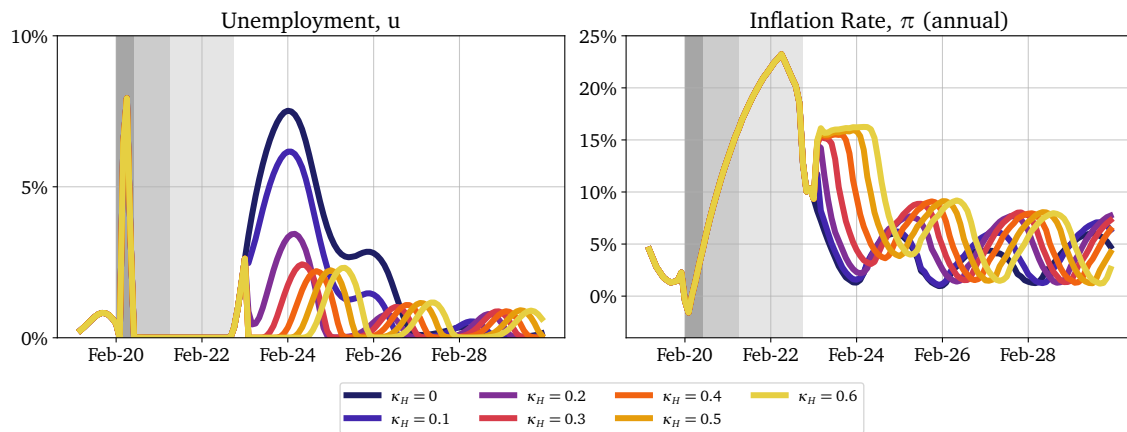 Unemployment, u
10%
5%
0%
Feb-20 Feb-22 Feb-24 Feb-26 Feb-28
Inflation Rate, π (annual)
25%
20%
15%
10%
5%
0%
Feb-20 Feb-22 Feb-24 Feb-26 Feb-28
κ_H = 0 κ_H = 0.2 κ_H = 0.4 κ_H = 0.6
κ_H = 0.1 κ_H = 0.3 κ_H = 0.5